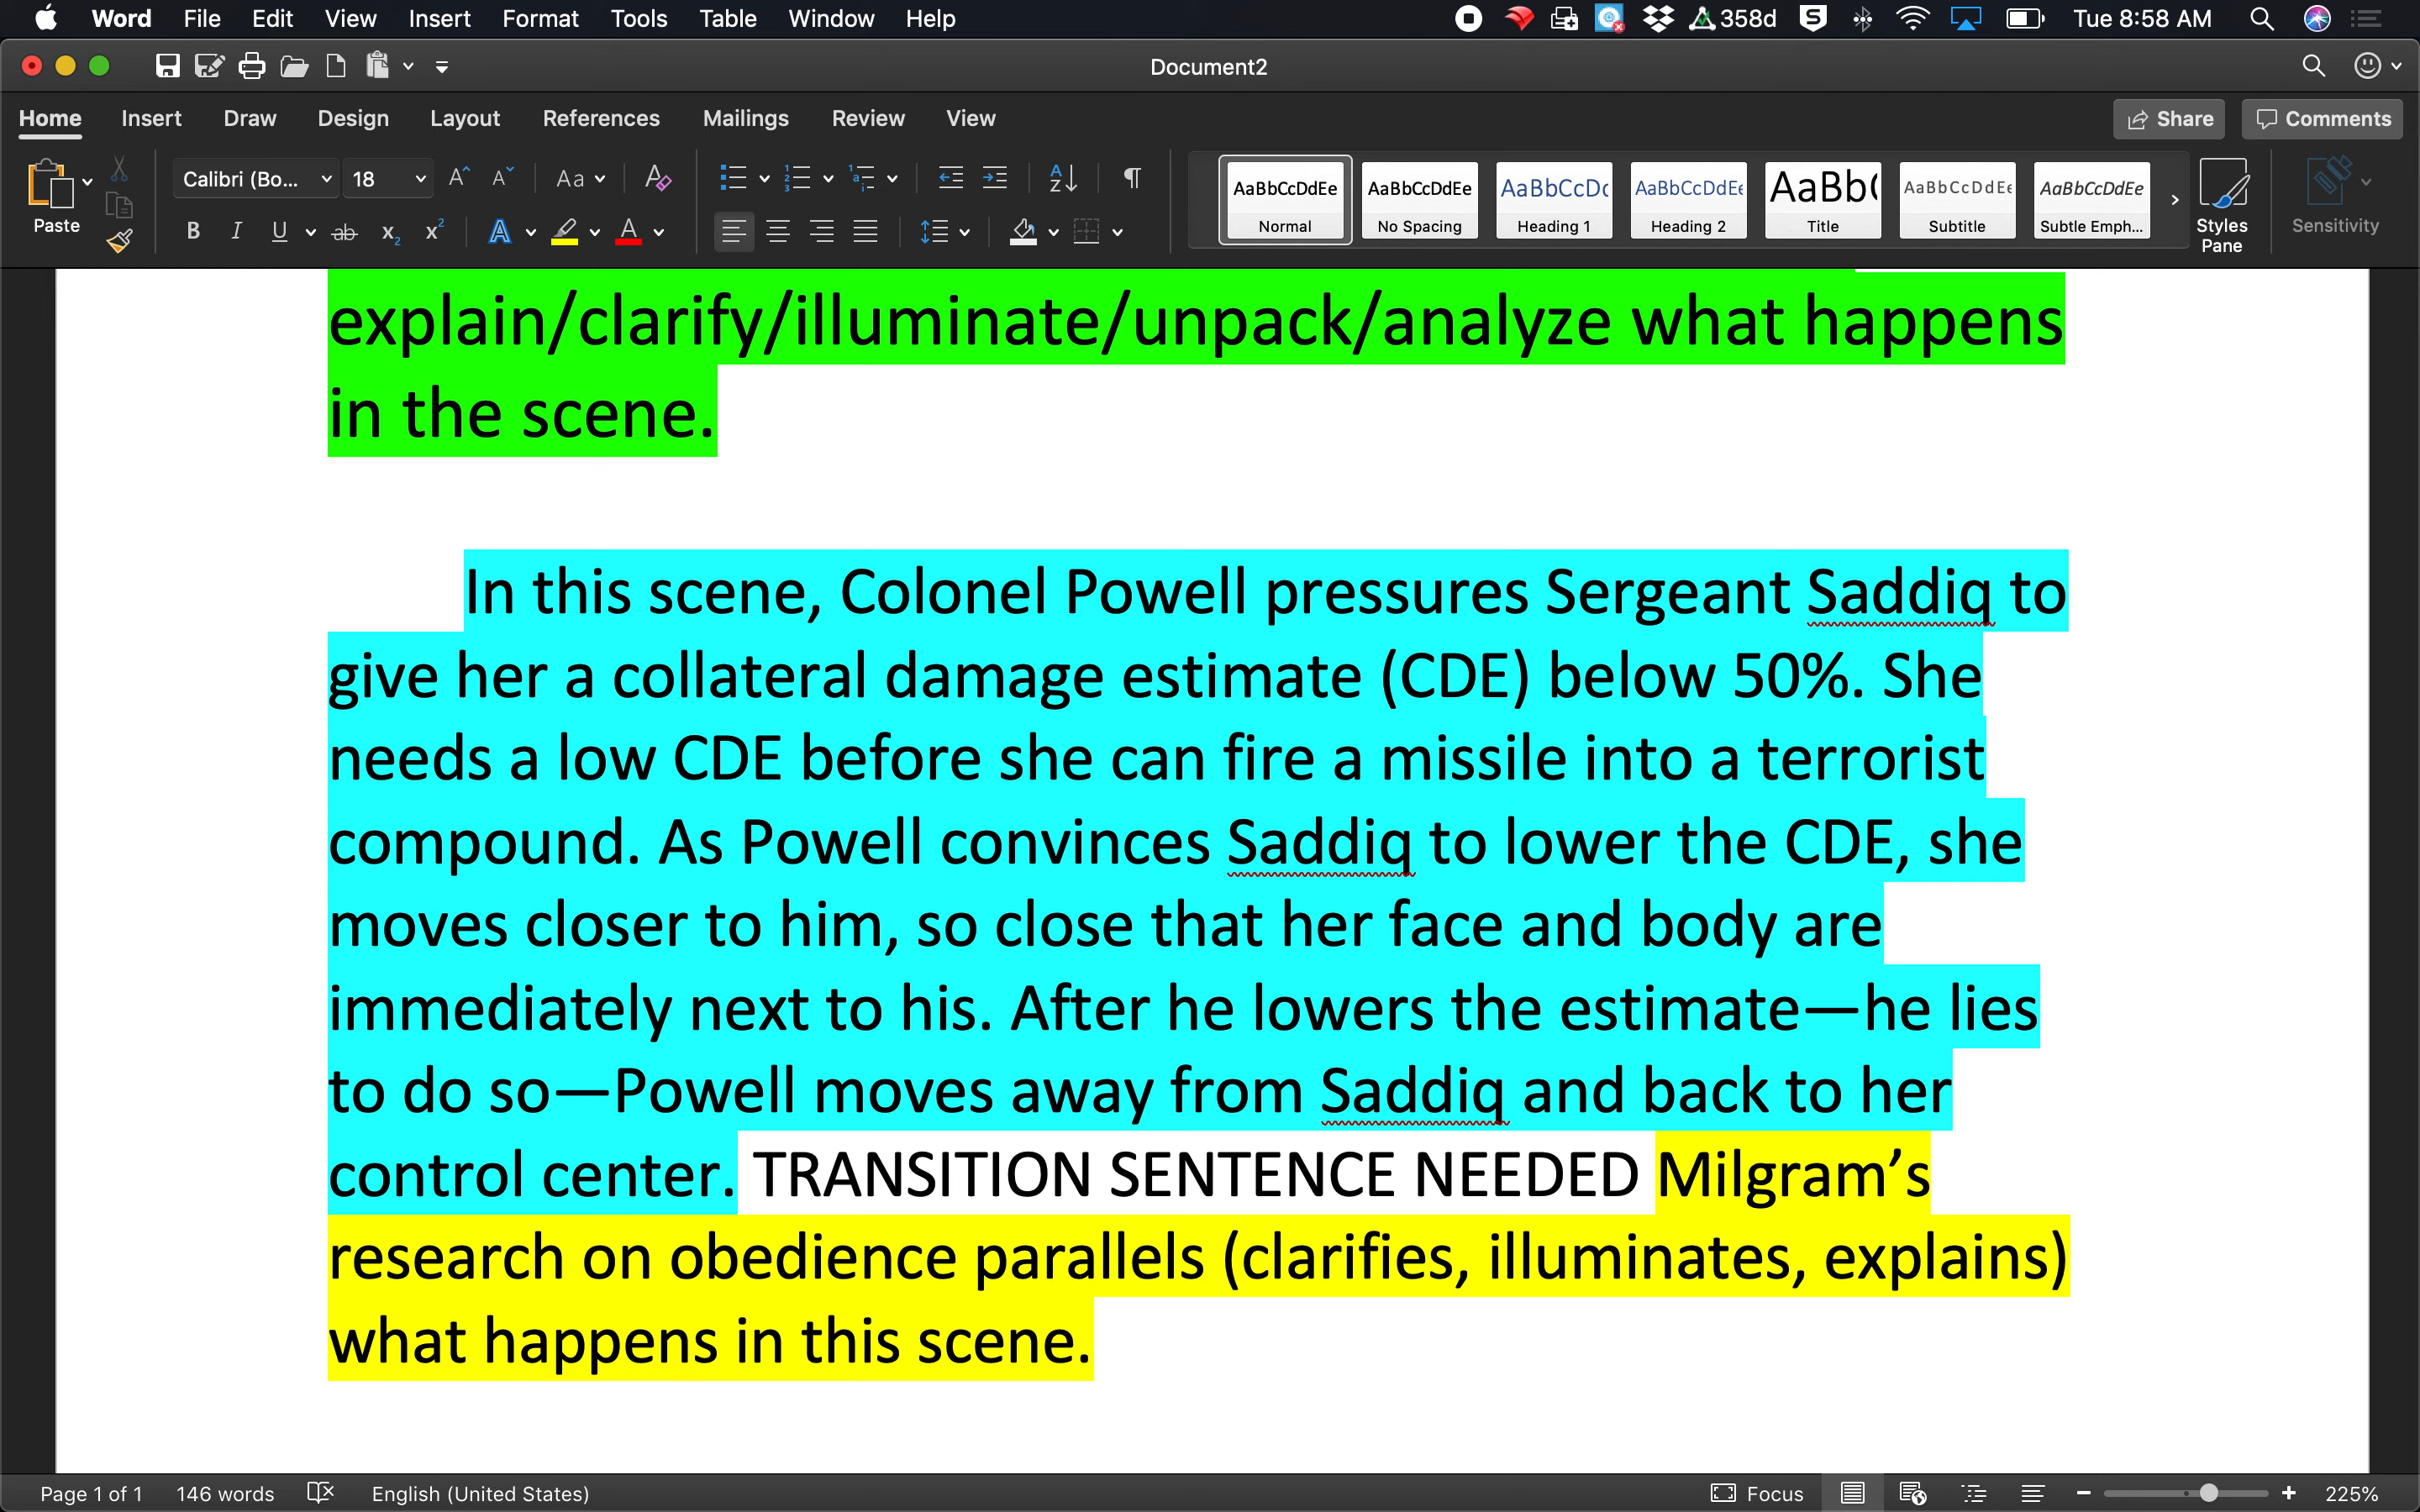 Word File Edit View Insert Format Tools Table Window Help 358d Tue 8:58 AM
Document2
Home Insert Draw Design Layout References Mailings Review View Share Comments
Paste Calibri (Bo... 18 Aa
AaBbCcDdEe AaBbCcDdEe AaBbCcDc AaBbCcDdEe AaBb( AaBbCcDdEe AaBbCcDdEe
Normal No Spacing Heading 1 Heading 2 Title Subtitle Subtle Emph... Styles Pane Sensitivity
explain/clarify/illuminate/unpack/analyze what happens
in the scene.
In this scene, Colonel Powell pressures Sergeant Saddiq to
give her a collateral damage estimate (CDE) below 50%. She
needs a low CDE before she can fire a missile into a terrorist
compound. As Powell convinces Saddiq to lower the CDE, she
moves closer to him, so close that her face and body are
immediately next to his. After he lowers the estimate—he lies
to do so—Powell moves away from Saddiq and back to her
control center. TRANSITION SENTENCE NEEDED Milgram’s
research on obedience parallels (clarifies, illuminates, explains)
what happens in this scene.
Page 1 of 1 146 words English (United States) Focus 225%